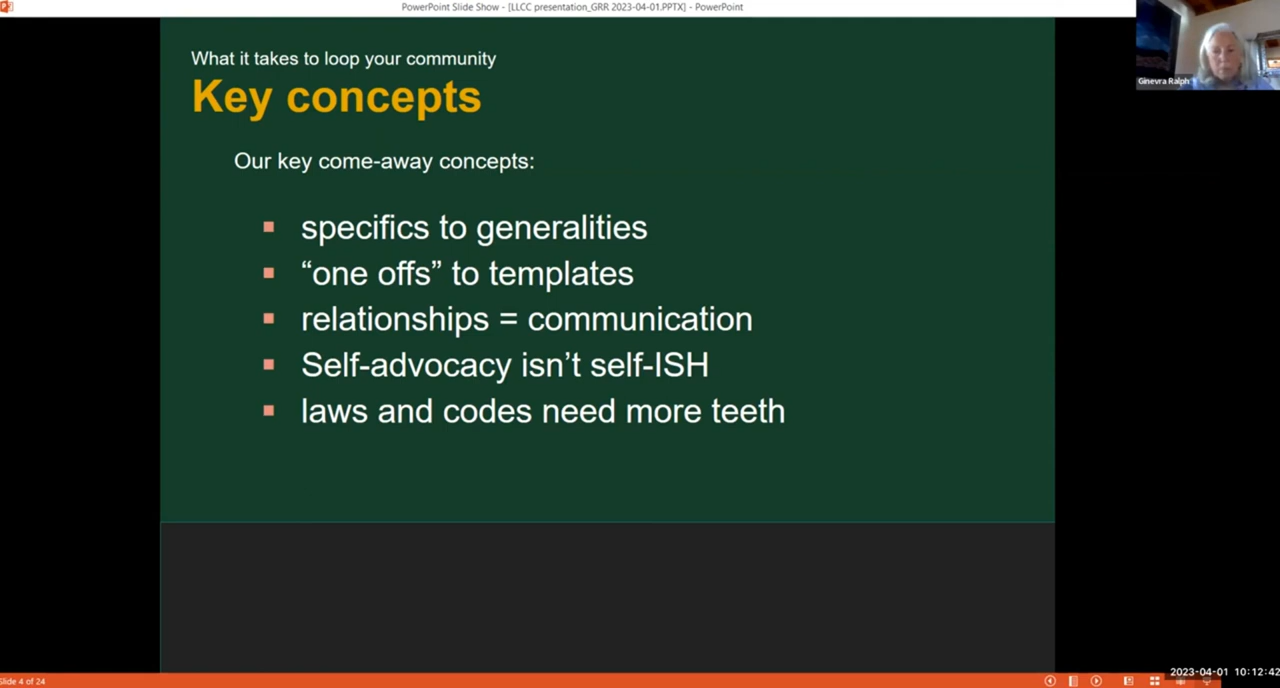 PowerPoint Slide Show - [LLCC presentation_GRR 2023-04-01.PPTX] - PowerPoint
Ginevra Ralph
What it takes to loop your community
Key concepts
Our key come-away concepts:
specifics to generalities
“one offs” to templates
relationships = communication
Self-advocacy isn’t self-ISH
laws and codes need more teeth
2023-04-01 10:12:42
Slide 4 of 24